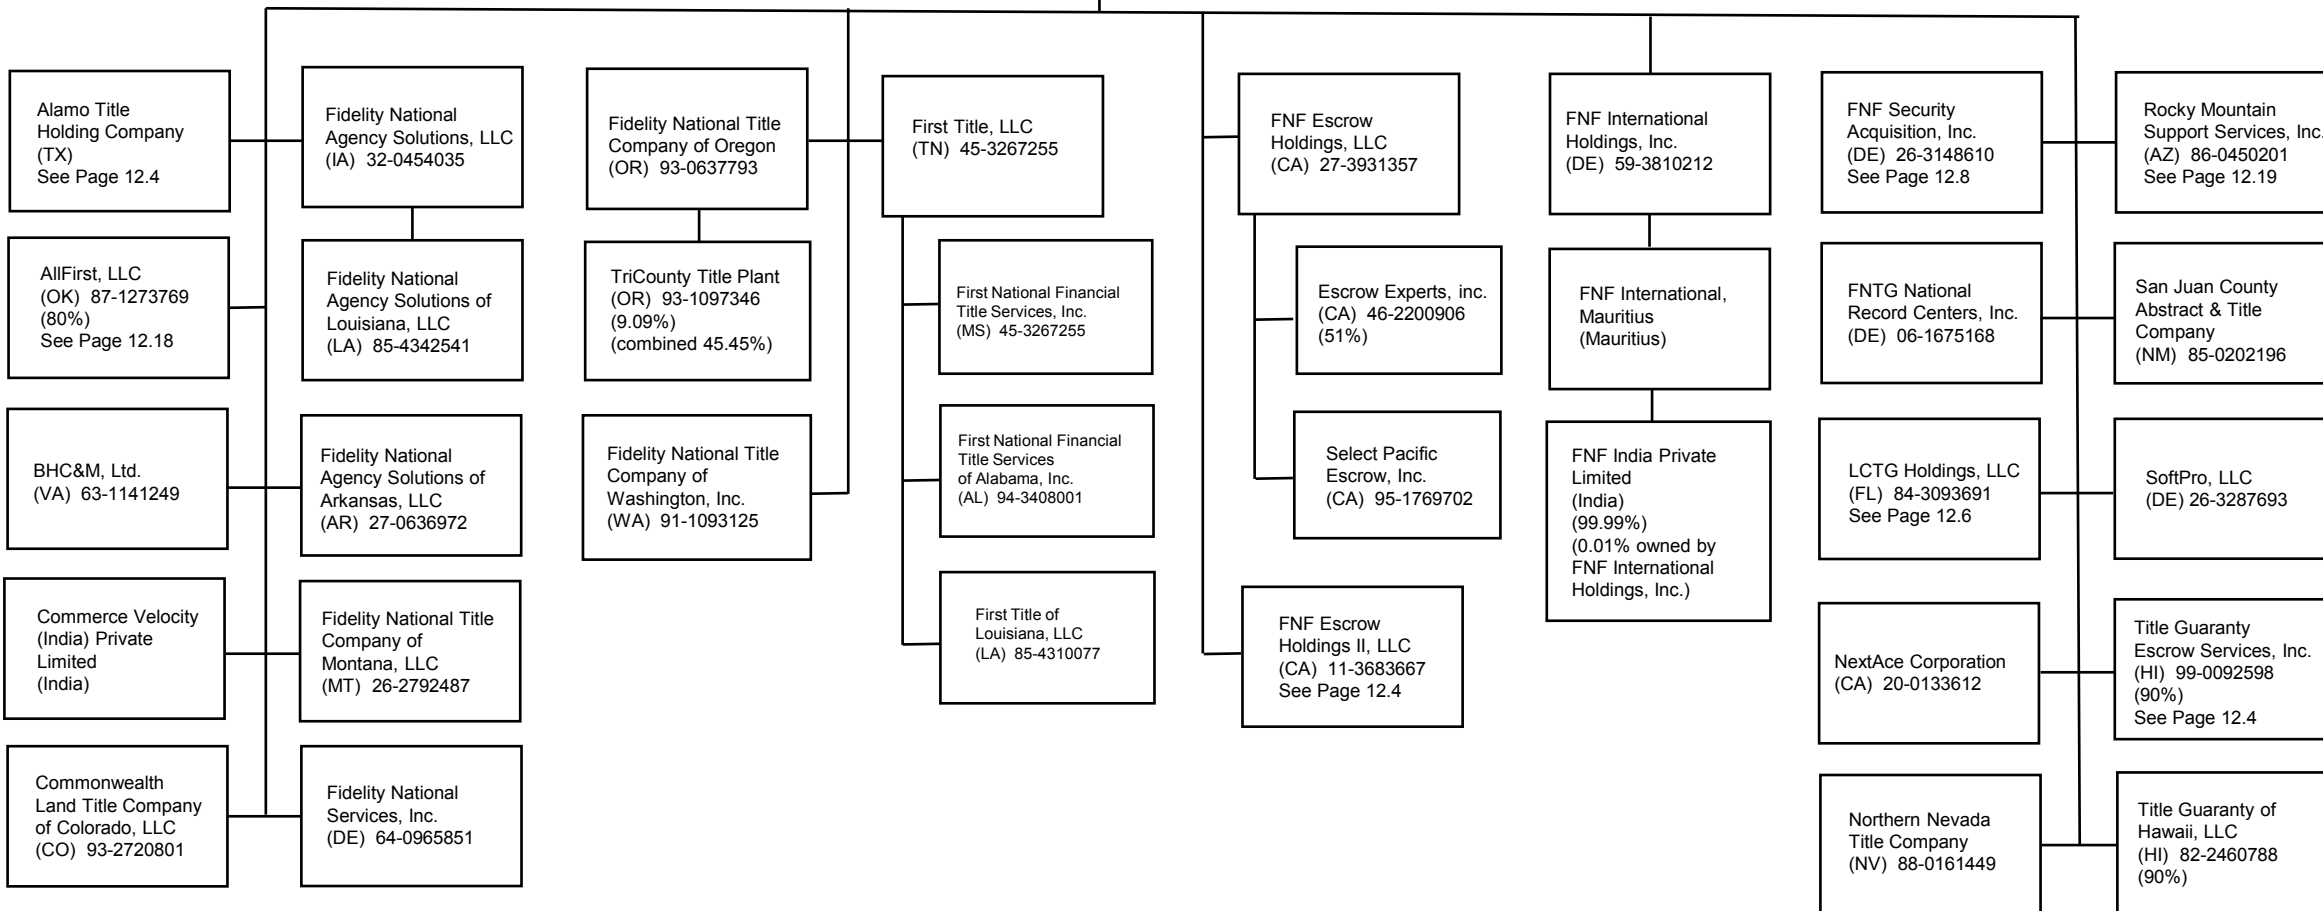 Alamo Title
Holding Company
(TX)
See Page 12.4
AllFirst, LLC
(OK) 87-1273769
(80%)
See Page 12.18
BHC&M, Ltd.
(VA) 63-1141249
Commerce Velocity
(India) Private
Limited
(India)
Commonwealth
Land Title Company
of Colorado, LLC
(CO) 93-2720801
Fidelity National
Agency Solutions, LLC
(IA) 32-0454035
Fidelity National
Agency Solutions of
Louisiana, LLC
(LA) 85-4342541
Fidelity National
Agency Solutions of
Arkansas, LLC
(AR) 27-0636972
Fidelity National Title
Company of
Montana, LLC
(MT) 26-2792487
Fidelity National
Services, Inc.
(DE) 64-0965851
Fidelity National Title
Company of Oregon
(OR) 93-0637793
TriCounty Title Plant
(OR) 93-1097346
(9.09%)
(combined 45.45%)
Fidelity National Title
Company of
Washington, Inc.
(WA) 91-1093125
First Title, LLC
(TN) 45-3267255
First National Financial
Title Services, Inc.
(MS) 45-3267255
First National Financial
Title Services
of Alabama, Inc.
(AL) 94-3408001
First Title of
Louisiana, LLC
(LA) 85-4310077
FNF Escrow
Holdings, LLC
(CA) 27-3931357
Escrow Experts, inc.
(CA) 46-2200906
(51%)
Select Pacific
Escrow, Inc.
(CA) 95-1769702
FNF Escrow
Holdings II, LLC
(CA) 11-3683667
See Page 12.4
FNF International
Holdings, Inc.
(DE) 59-3810212
FNF International,
Mauritius
(Mauritius)
FNF India Private
Limited
(India)
(99.99%)
(0.01% owned by
FNF International
Holdings, Inc.)
FNF Security
Acquisition, Inc.
(DE) 26-3148610
See Page 12.8
FNTG National
Record Centers, Inc.
(DE) 06-1675168
LCTG Holdings, LLC
(FL) 84-3093691
See Page 12.6
NextAce Corporation
(CA) 20-0133612
Northern Nevada
Title Company
(NV) 88-0161449
Rocky Mountain
Support Services, Inc.
(AZ) 86-0450201
See Page 12.19
San Juan County
Abstract & Title
Company
(NM) 85-0202196
SoftPro, LLC
(DE) 26-3287693
Title Guaranty
Escrow Services, Inc.
(HI) 99-0092598
(90%)
See Page 12.4
Title Guaranty of
Hawaii, LLC
(HI) 82-2460788
(90%)